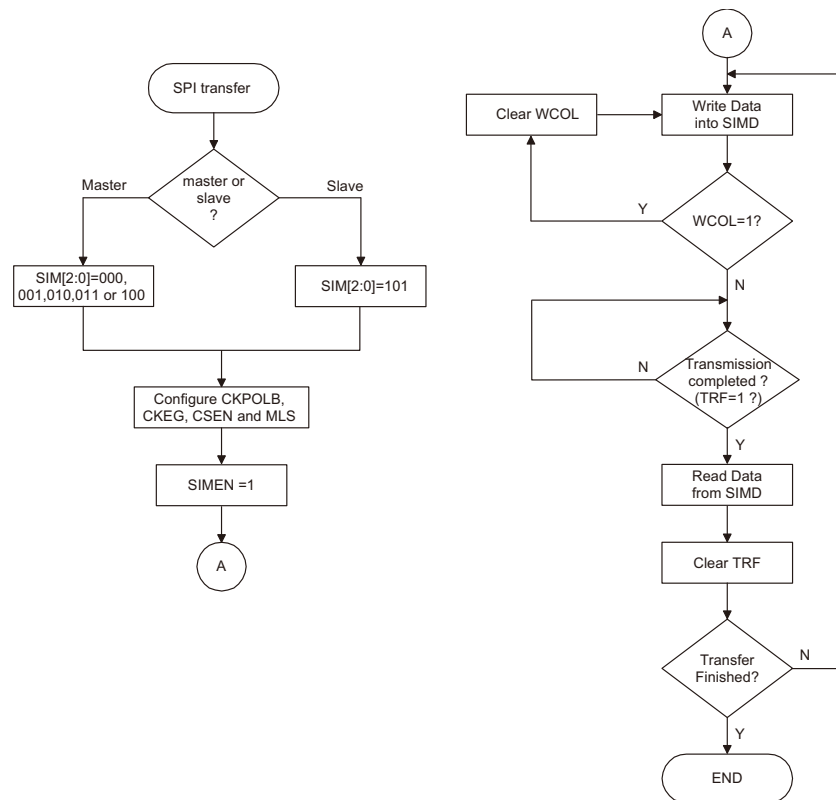 SPI transfer
master or
slave
?
Master
Slave
SIM[2:0]=000,
001,010,011 or 100
SIM[2:0]=101
Configure CKPOLB,
CKEG, CSEN and MLS
SIMEN =1
A
A
Write Data
into SIMD
Clear WCOL
WCOL=1?
Y
N
Transmission
completed ?
(TRF=1 ?)
N
Y
Read Data
from SIMD
Clear TRF
Transfer
Finished?
N
Y
END